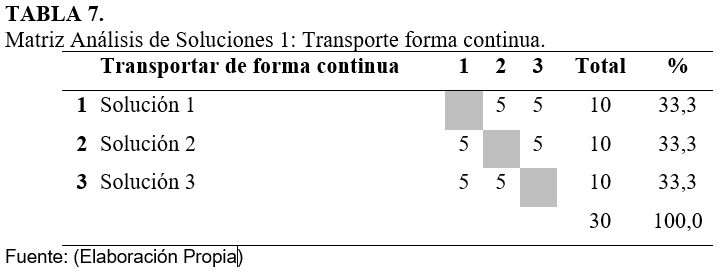 TABLA 7.
Matriz Análisis de Soluciones 1: Transporte forma continua.
Transportar de forma continua 1 2 3 Total %
1 Solución 1 5 5 10 33,3
2 Solución 2 5 5 10 33,3
3 Solución 3 5 5 10 33,3
30 100,0
Fuente: (Elaboración Propia)